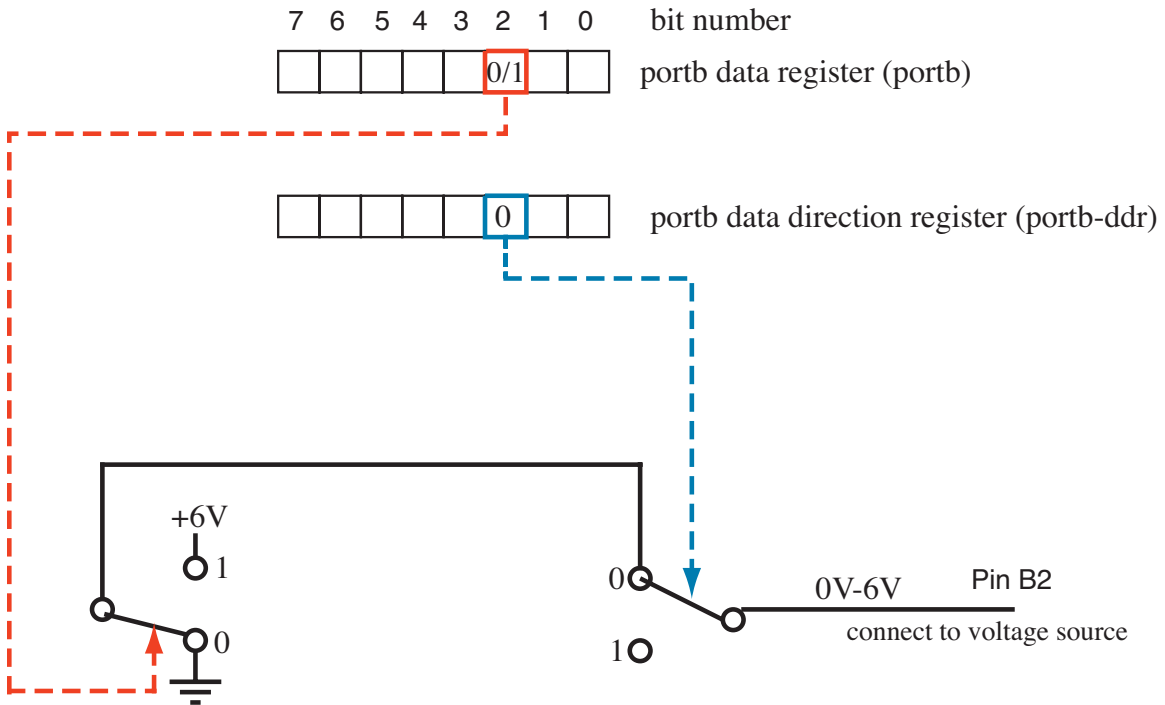 7 6 5 4 3 2 1 0 bit number
0/1 portb data register (portb)
0 portb data direction register (portb-ddr)
+6V
1
0 0V-6V Pin B2
connect to voltage source
0
1